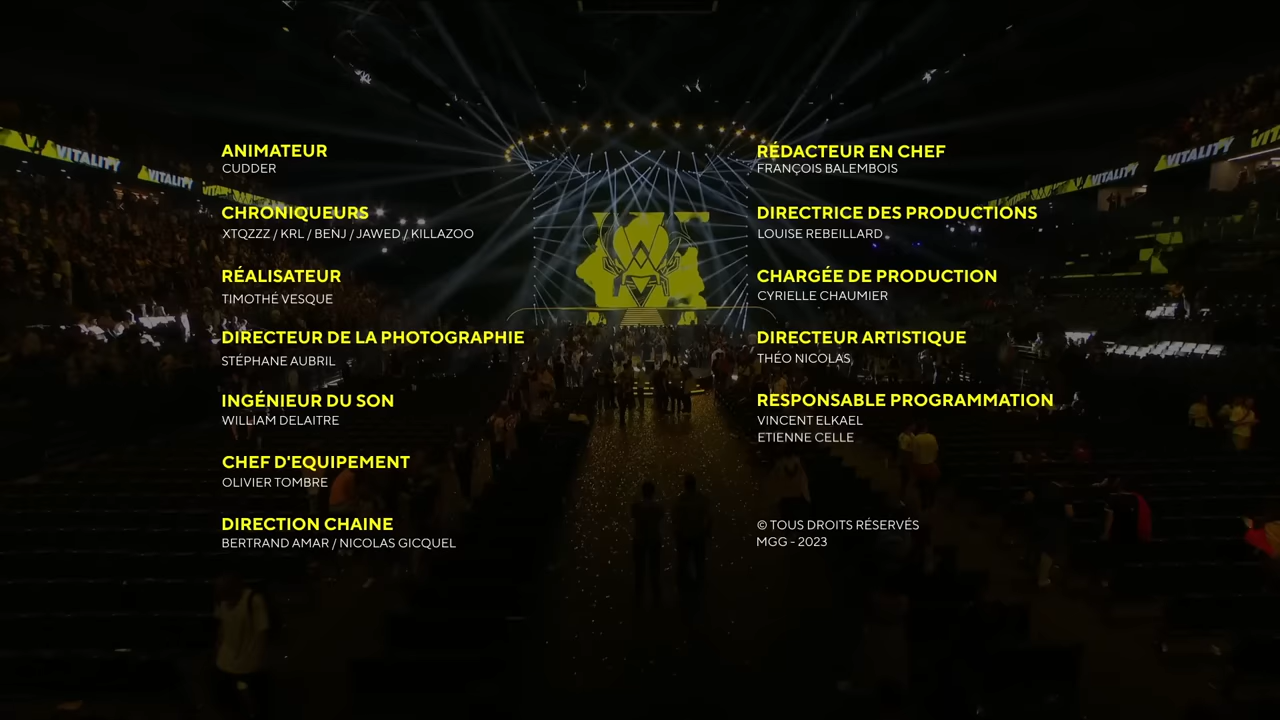 VITALITY
VITALITY
VITALITY
VITALITY
ANIMATEUR
CUDDER
CHRONIQUEURS
XTQZZZ / KRL / BENJ / JAWED / KILLAZOO
RÉALISATEUR
TIMOTHÉ VESQUE
DIRECTEUR DE LA PHOTOGRAPHIE
STÉPHANE AUBRIL
INGÉNIEUR DU SON
WILLIAM DELAITRE
CHEF D'EQUIPEMENT
OLIVIER TOMBRE
DIRECTION CHAINE
BERTRAND AMAR / NICOLAS GICQUEL
RÉDACTEUR EN CHEF
FRANÇOIS BALEMBOIS
DIRECTRICE DES PRODUCTIONS
LOUISE REBEILLARD
CHARGÉE DE PRODUCTION
CYRIELLE CHAUMIER
DIRECTEUR ARTISTIQUE
THÉO NICOLAS
RESPONSABLE PROGRAMMATION
VINCENT ELKAEL
ETIENNE CELLE
© TOUS DROITS RÉSERVÉS
MGG - 2023